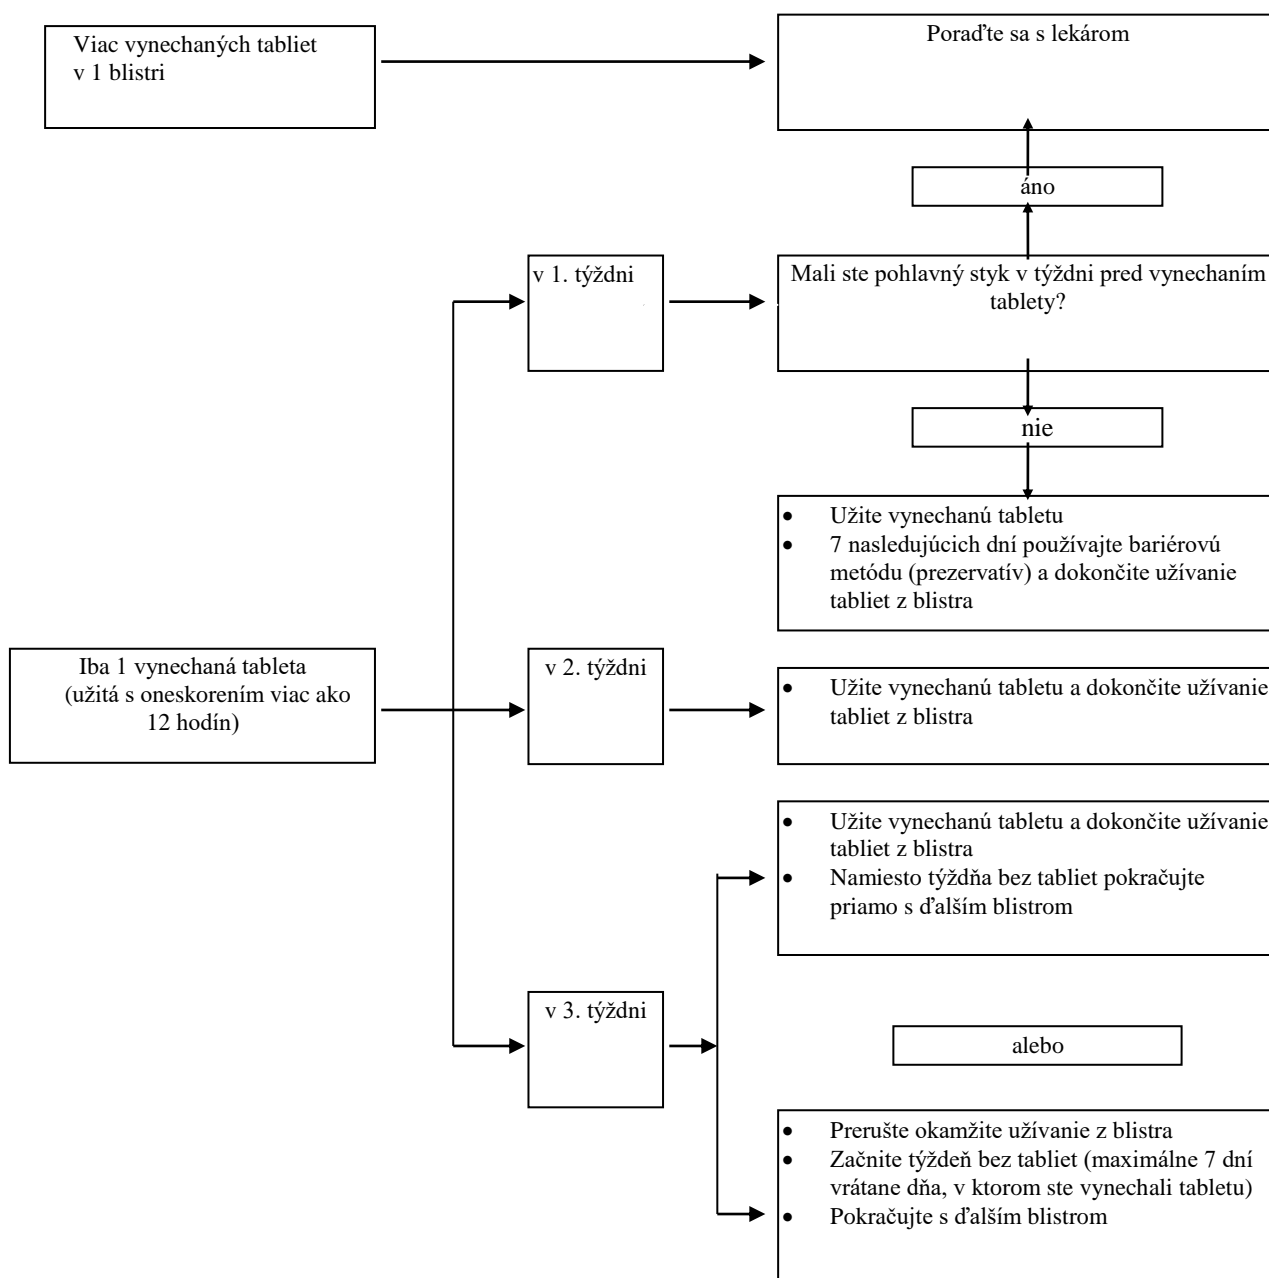 Viac vynechaných tabliet
v 1 blistri
Poraďte sa s lekárom
áno
v 1. týždni
Mali ste pohlavný styk v týždni pred vynechaním
tablety?
nie
• Užite vynechanú tabletu
• 7 nasledujúcich dní používajte bariérovú
metódu (prezervatív) a dokončite užívanie
tabliet z blistra
Iba 1 vynechaná tableta
(užitá s oneskorením viac ako
12 hodín)
v 2. týždni
• Užite vynechanú tabletu a dokončite užívanie
tabliet z blistra
• Užite vynechanú tabletu a dokončite užívanie
tabliet z blistra
• Namiesto týždňa bez tabliet pokračujte
priamo s ďalším blistrom
v 3. týždni
alebo
• Prerušte okamžite užívanie z blistra
• Začnite týždeň bez tabliet (maximálne 7 dní
vrátane dňa, v ktorom ste vynechali tabletu)
• Pokračujte s ďalším blistrom